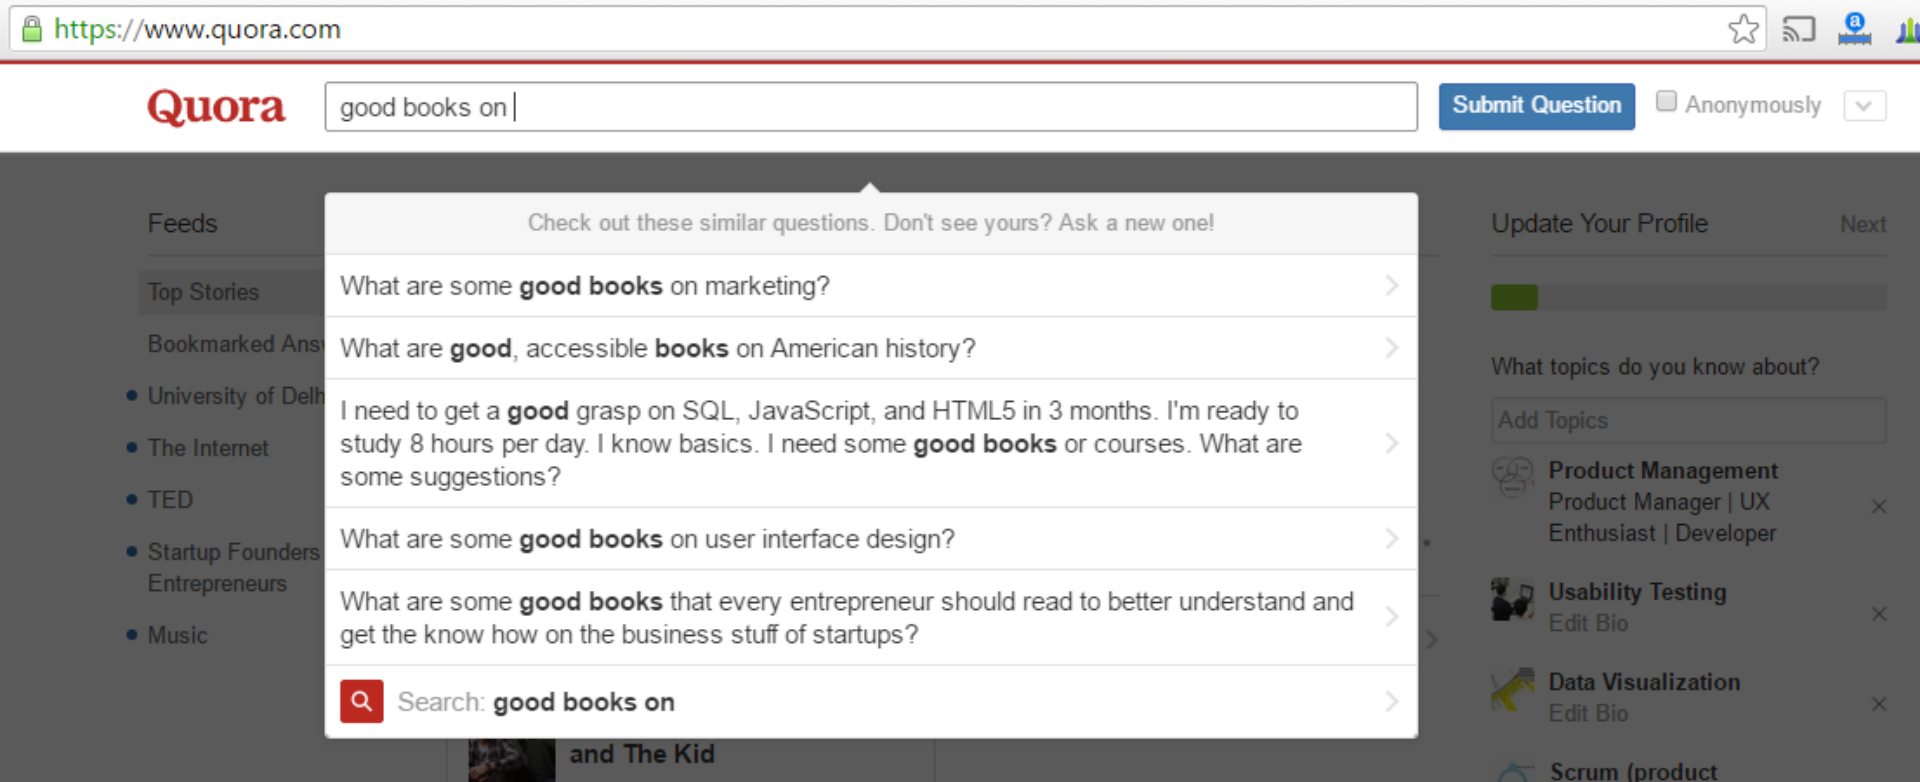 https://www.quora.com
Quora
good books on
Submit Question
Anonymously
Feeds
Top Stories
Bookmarked Ans
University of Delh
The Internet
TED
Startup Founders
Entrepreneurs
Music
Check out these similar questions. Don't see yours? Ask a new one!
What are some good books on marketing?
What are good, accessible books on American history?
I need to get a good grasp on SQL, JavaScript, and HTML5 in 3 months. I'm ready to
study 8 hours per day. I know basics. I need some good books or courses. What are
some suggestions?
What are some good books on user interface design?
What are some good books that every entrepreneur should read to better understand and
get the know how on the business stuff of startups?
Search: good books on
and The Kid
Update Your Profile
Next
What topics do you know about?
Add Topics
Product Management
Product Manager | UX
Enthusiast | Developer
Usability Testing
Edit Bio
Data Visualization
Edit Bio
Scrum (product